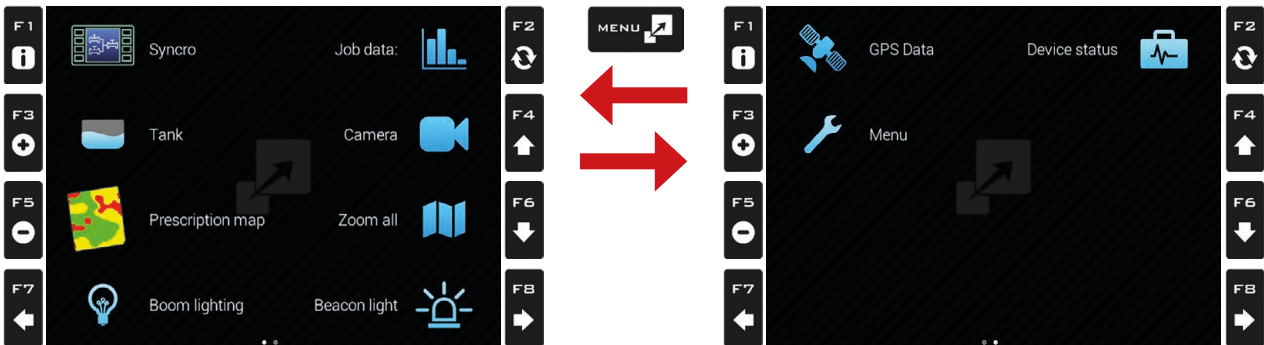 F1
Syncro
Job data:
F2
MENU
F1
GPS Data
Device status
F2
F3
Tank
Camera
F4
F3
Menu
F4
F5
Prescription map
Zoom all
F6
F5
F6
F7
Boom lighting
Beacon light
F8
F7
F8